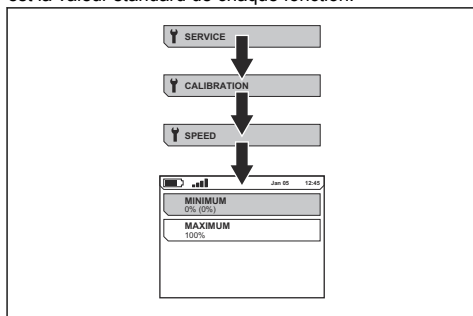 est la valeur standard de chaque fonction.
SERVICE
CALIBRATION
SPEED
Jan 05 12:45
MINIMUM
0% (0%)
MAXIMUM
100%